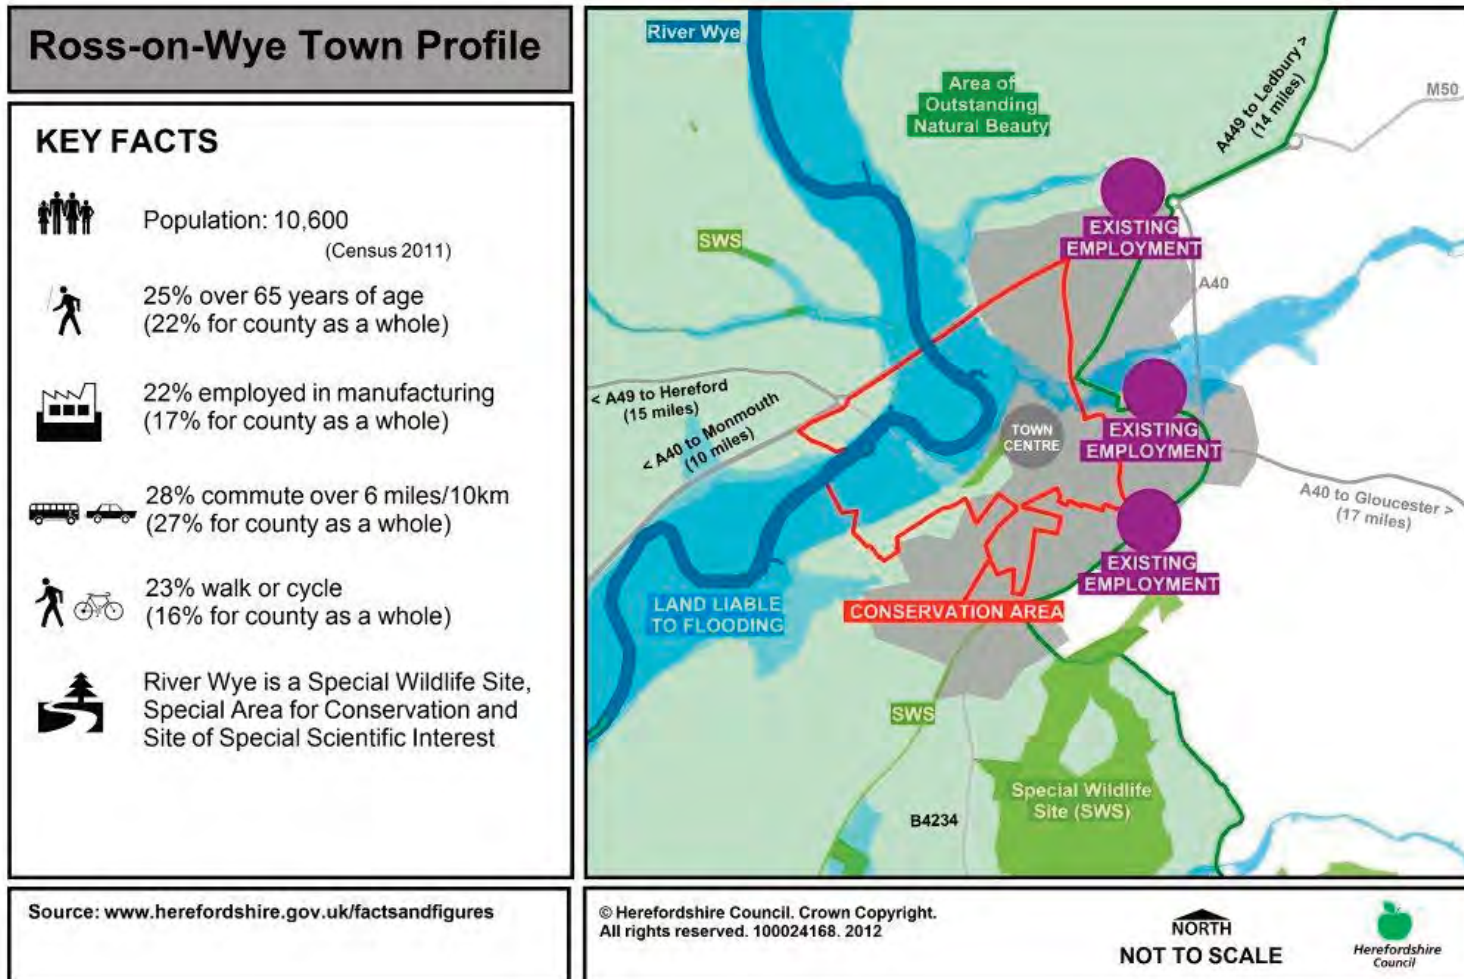 Ross-on-Wye Town Profile
KEY FACTS
Population: 10,600
(Census 2011)
25% over 65 years of age
(22% for county as a whole)
22% employed in manufacturing
(17% for county as a whole)
28% commute over 6 miles/10km
(27% for county as a whole)
23% walk or cycle
(16% for county as a whole)
River Wye is a Special Wildlife Site,
Special Area for Conservation and
Site of Special Scientific Interest
Source: www.herefordshire.gov.uk/factsandfigures
River Wye
Area of
Outstanding
Natural Beauty
A449 to Ledbury >
(14 miles)
M50
EXISTING
EMPLOYMENT
SWS
A40
< A49 to Hereford
(15 miles)
< A40 to Monmouth
(10 miles)
TOWN
CENTRE
EXISTING
EMPLOYMENT
A40 to Gloucester >
(17 miles)
EXISTING
EMPLOYMENT
LAND LIABLE
TO FLOODING
CONSERVATION AREA
SWS
Special Wildlife
Site (SWS)
B4234
© Herefordshire Council. Crown Copyright.
All rights reserved. 100024168. 2012
NORTH
NOT TO SCALE
Herefordshire
Council